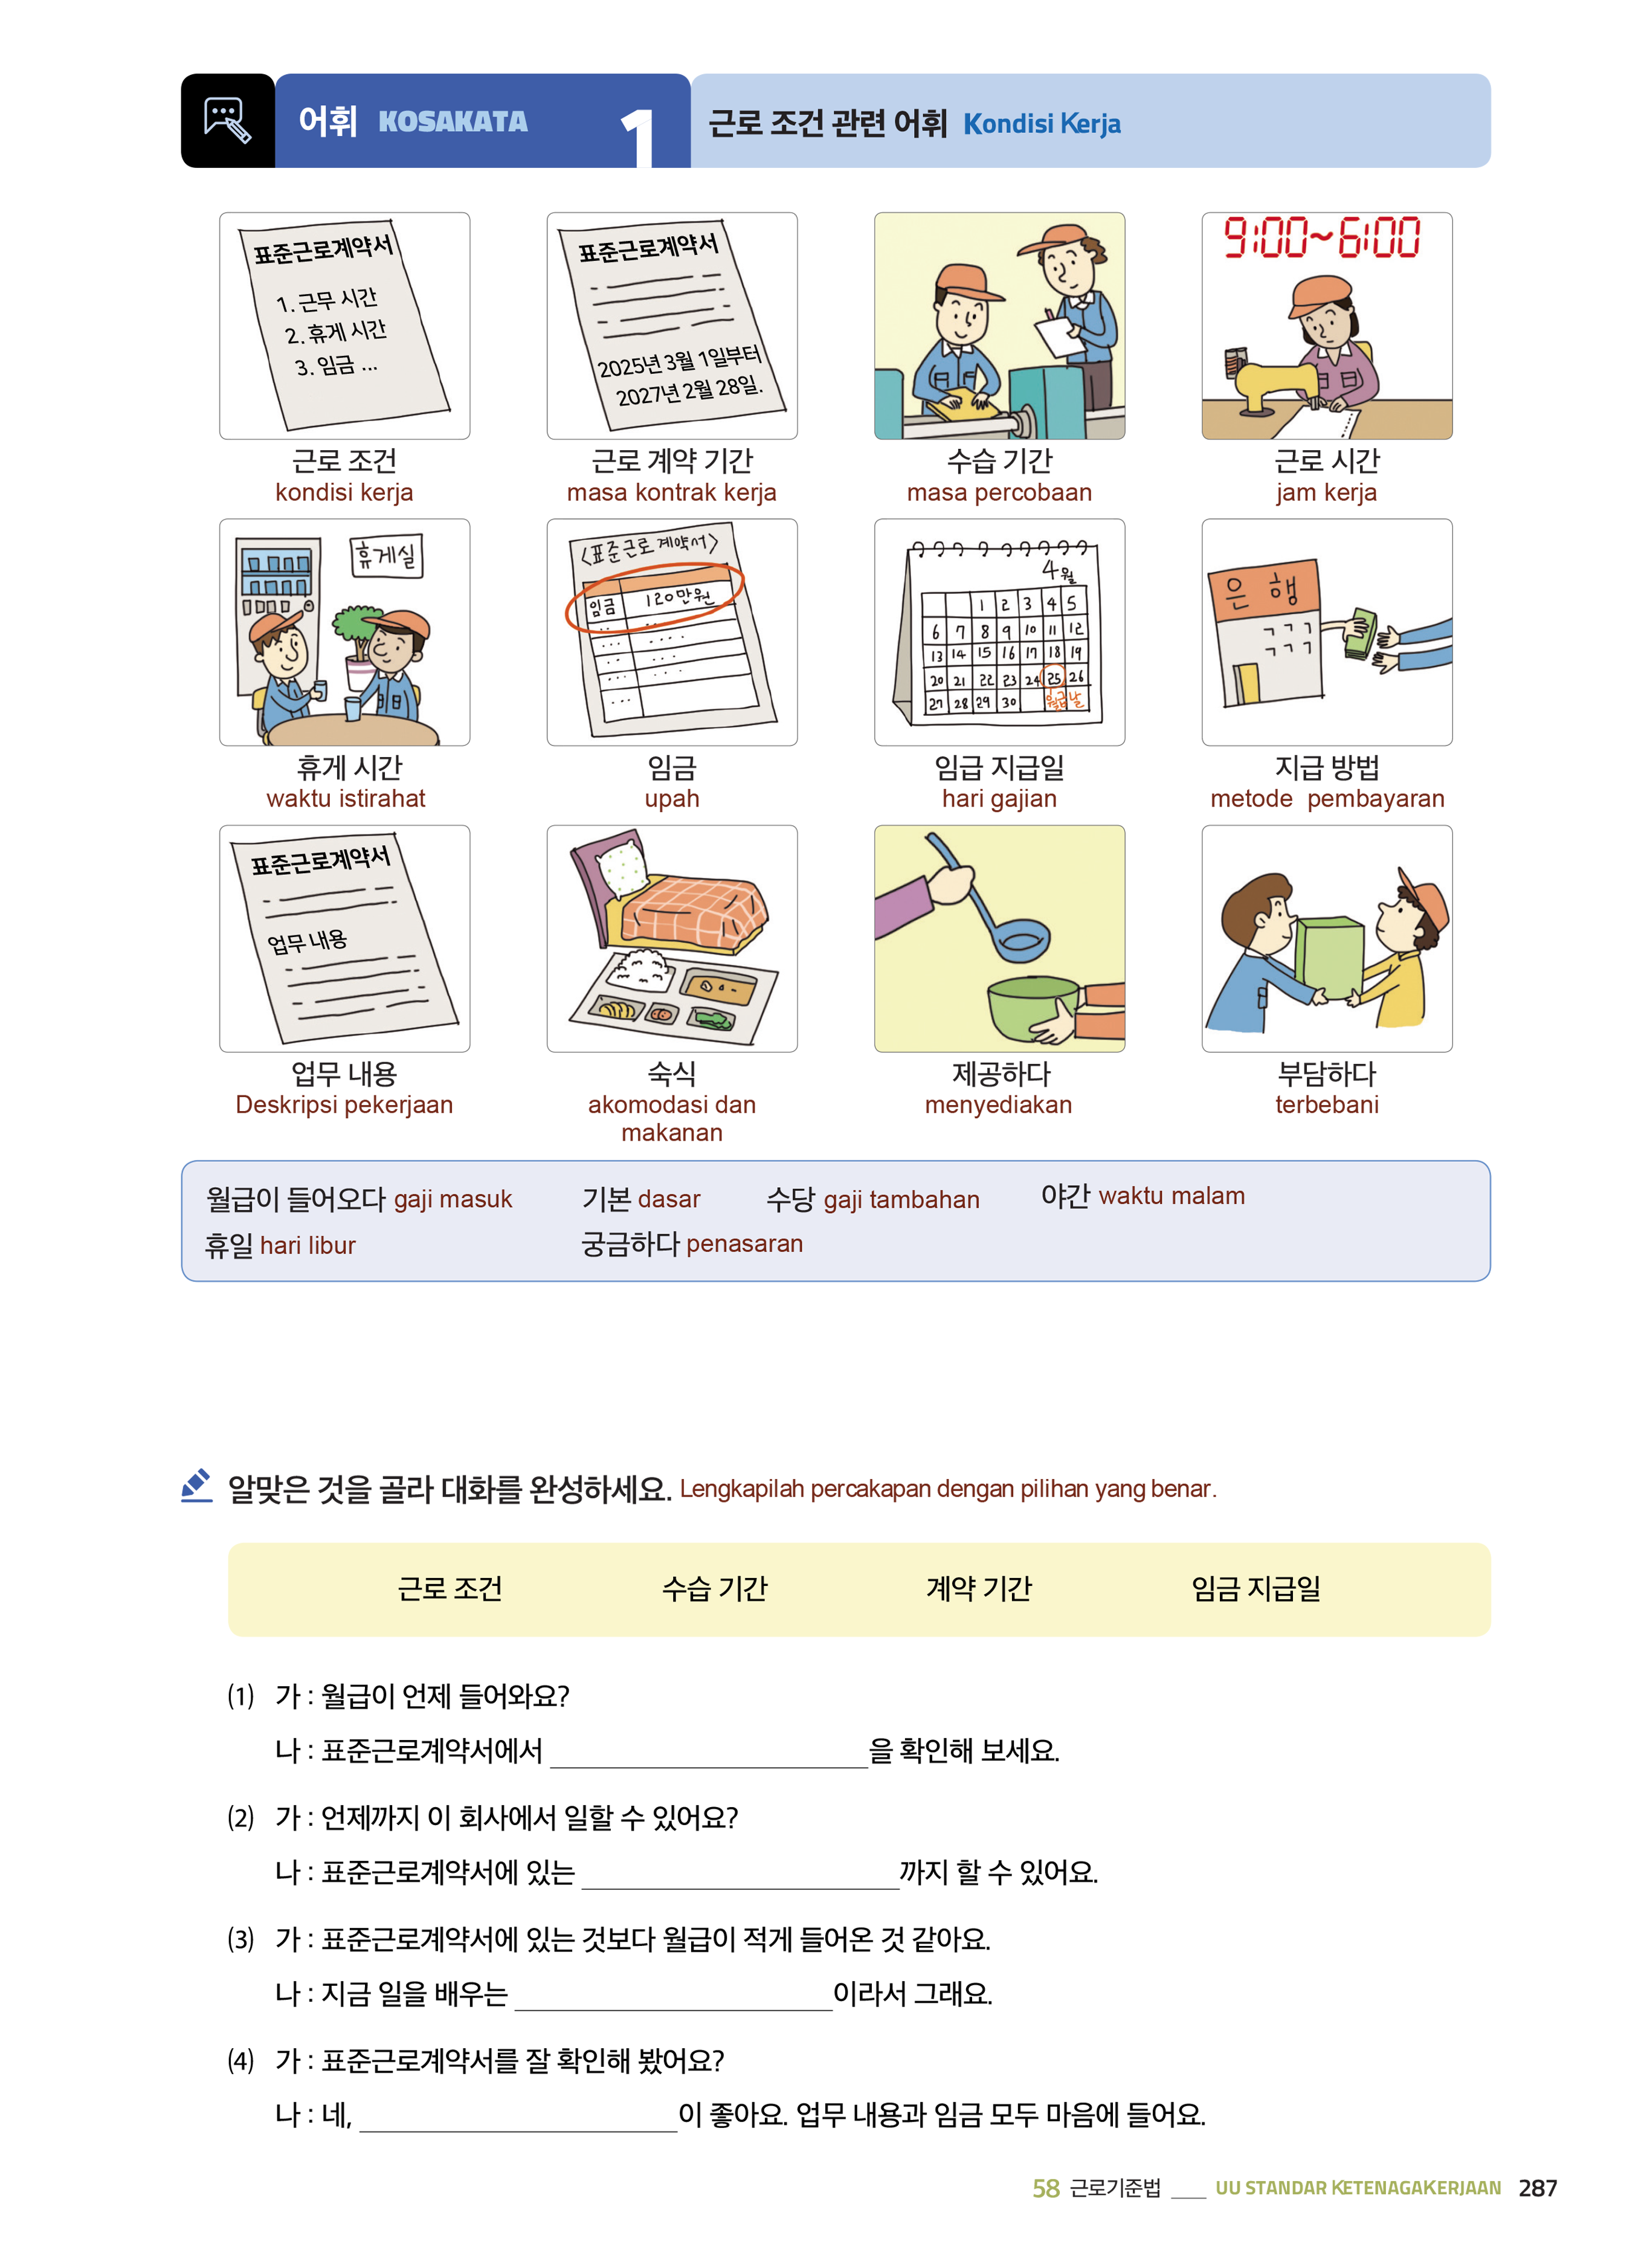 어휘 KOSAKATA 1 근로 조건 관련 어휘 Kondisi Kerja
표준근로계약서
1. 근무 시간
2. 휴게 시간
3. 임금 ...
근로 조건
kondisi kerja
표준근로계약서
2025년 3월 1일부터
2027년 2월 28일.
근로 계약 기간
masa kontrak kerja
수습 기간
masa percobaan
9:00~6:00
근로 시간
jam kerja
휴게실
휴게 시간
waktu istirahat
<표준근로계약서>
임금 120만원
임금
upah
4월
1 2 3 4 5
6 7 8 9 10 11 12
13 14 15 16 17 18 19
20 21 22 23 24 25 26
27 28 29 30 월급날
임급 지급일
hari gajian
은행
지급 방법
metode pembayaran
표준근로계약서
업무 내용
업무 내용
Deskripsi pekerjaan
숙식
akomodasi dan
makanan
제공하다
menyediakan
부담하다
terbebani
월급이 들어오다 gaji masuk 기본 dasar 수당 gaji tambahan 야간 waktu malam
휴일 hari libur 궁금하다 penasaran
알맞은 것을 골라 대화를 완성하세요. Lengkapilah percakapan dengan pilihan yang benar.
근로 조건 수습 기간 계약 기간 임금 지급일
(1) 가 : 월급이 언제 들어와요?
나 : 표준근로계약서에서 ____________________을 확인해 보세요.
(2) 가 : 언제까지 이 회사에서 일할 수 있어요?
나 : 표준근로계약서에 있는 ____________________까지 할 수 있어요.
(3) 가 : 표준근로계약서에 있는 것보다 월급이 적게 들어온 것 같아요.
나 : 지금 일을 배우는 ____________________이라서 그래요.
(4) 가 : 표준근로계약서를 잘 확인해 봤어요?
나 : 네, ____________________이 좋아요. 업무 내용과 임금 모두 마음에 들어요.
58 근로기준법 ___ UU STANDAR KETENAGAKERJAAN 287